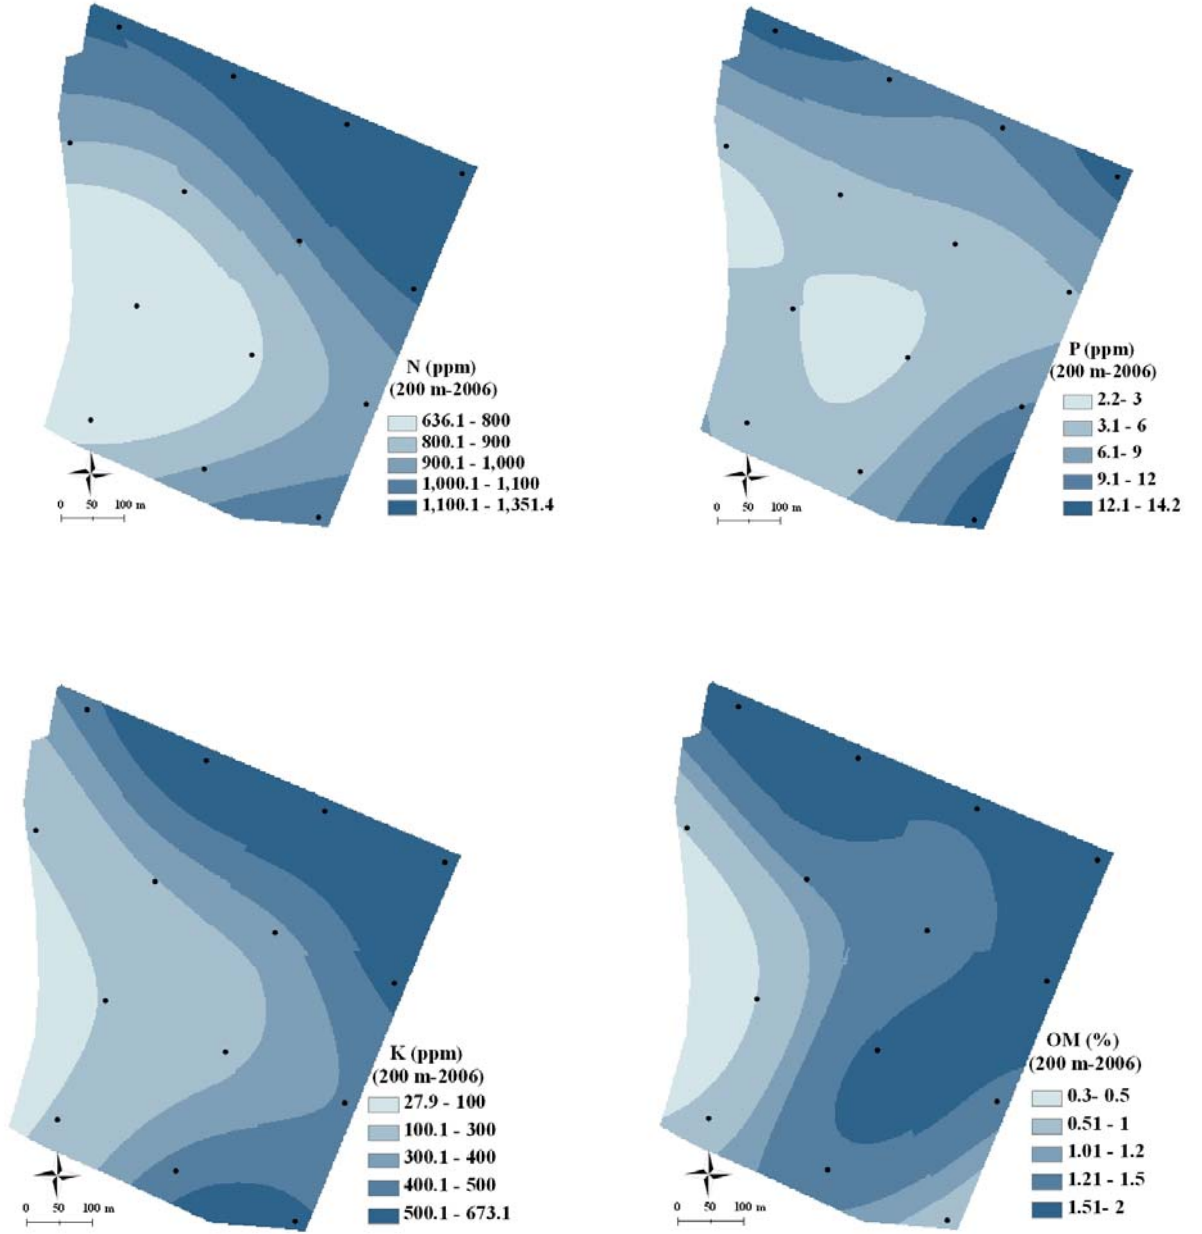 N (ppm)
(200 m-2006)
636.1 - 800
800.1 - 900
900.1 - 1,000
1,000.1 - 1,100
1,100.1 - 1,351.4
0 50 100 m
P (ppm)
(200 m-2006)
2.2- 3
3.1 - 6
6.1- 9
9.1 - 12
12.1 - 14.2
0 50 100 m
K (ppm)
(200 m-2006)
27.9 - 100
100.1 - 300
300.1 - 400
400.1 - 500
500.1 - 673.1
0 50 100 m
OM (%)
(200 m-2006)
0.3- 0.5
0.51 - 1
1.01 - 1.2
1.21 - 1.5
1.51- 2
0 50 100 m